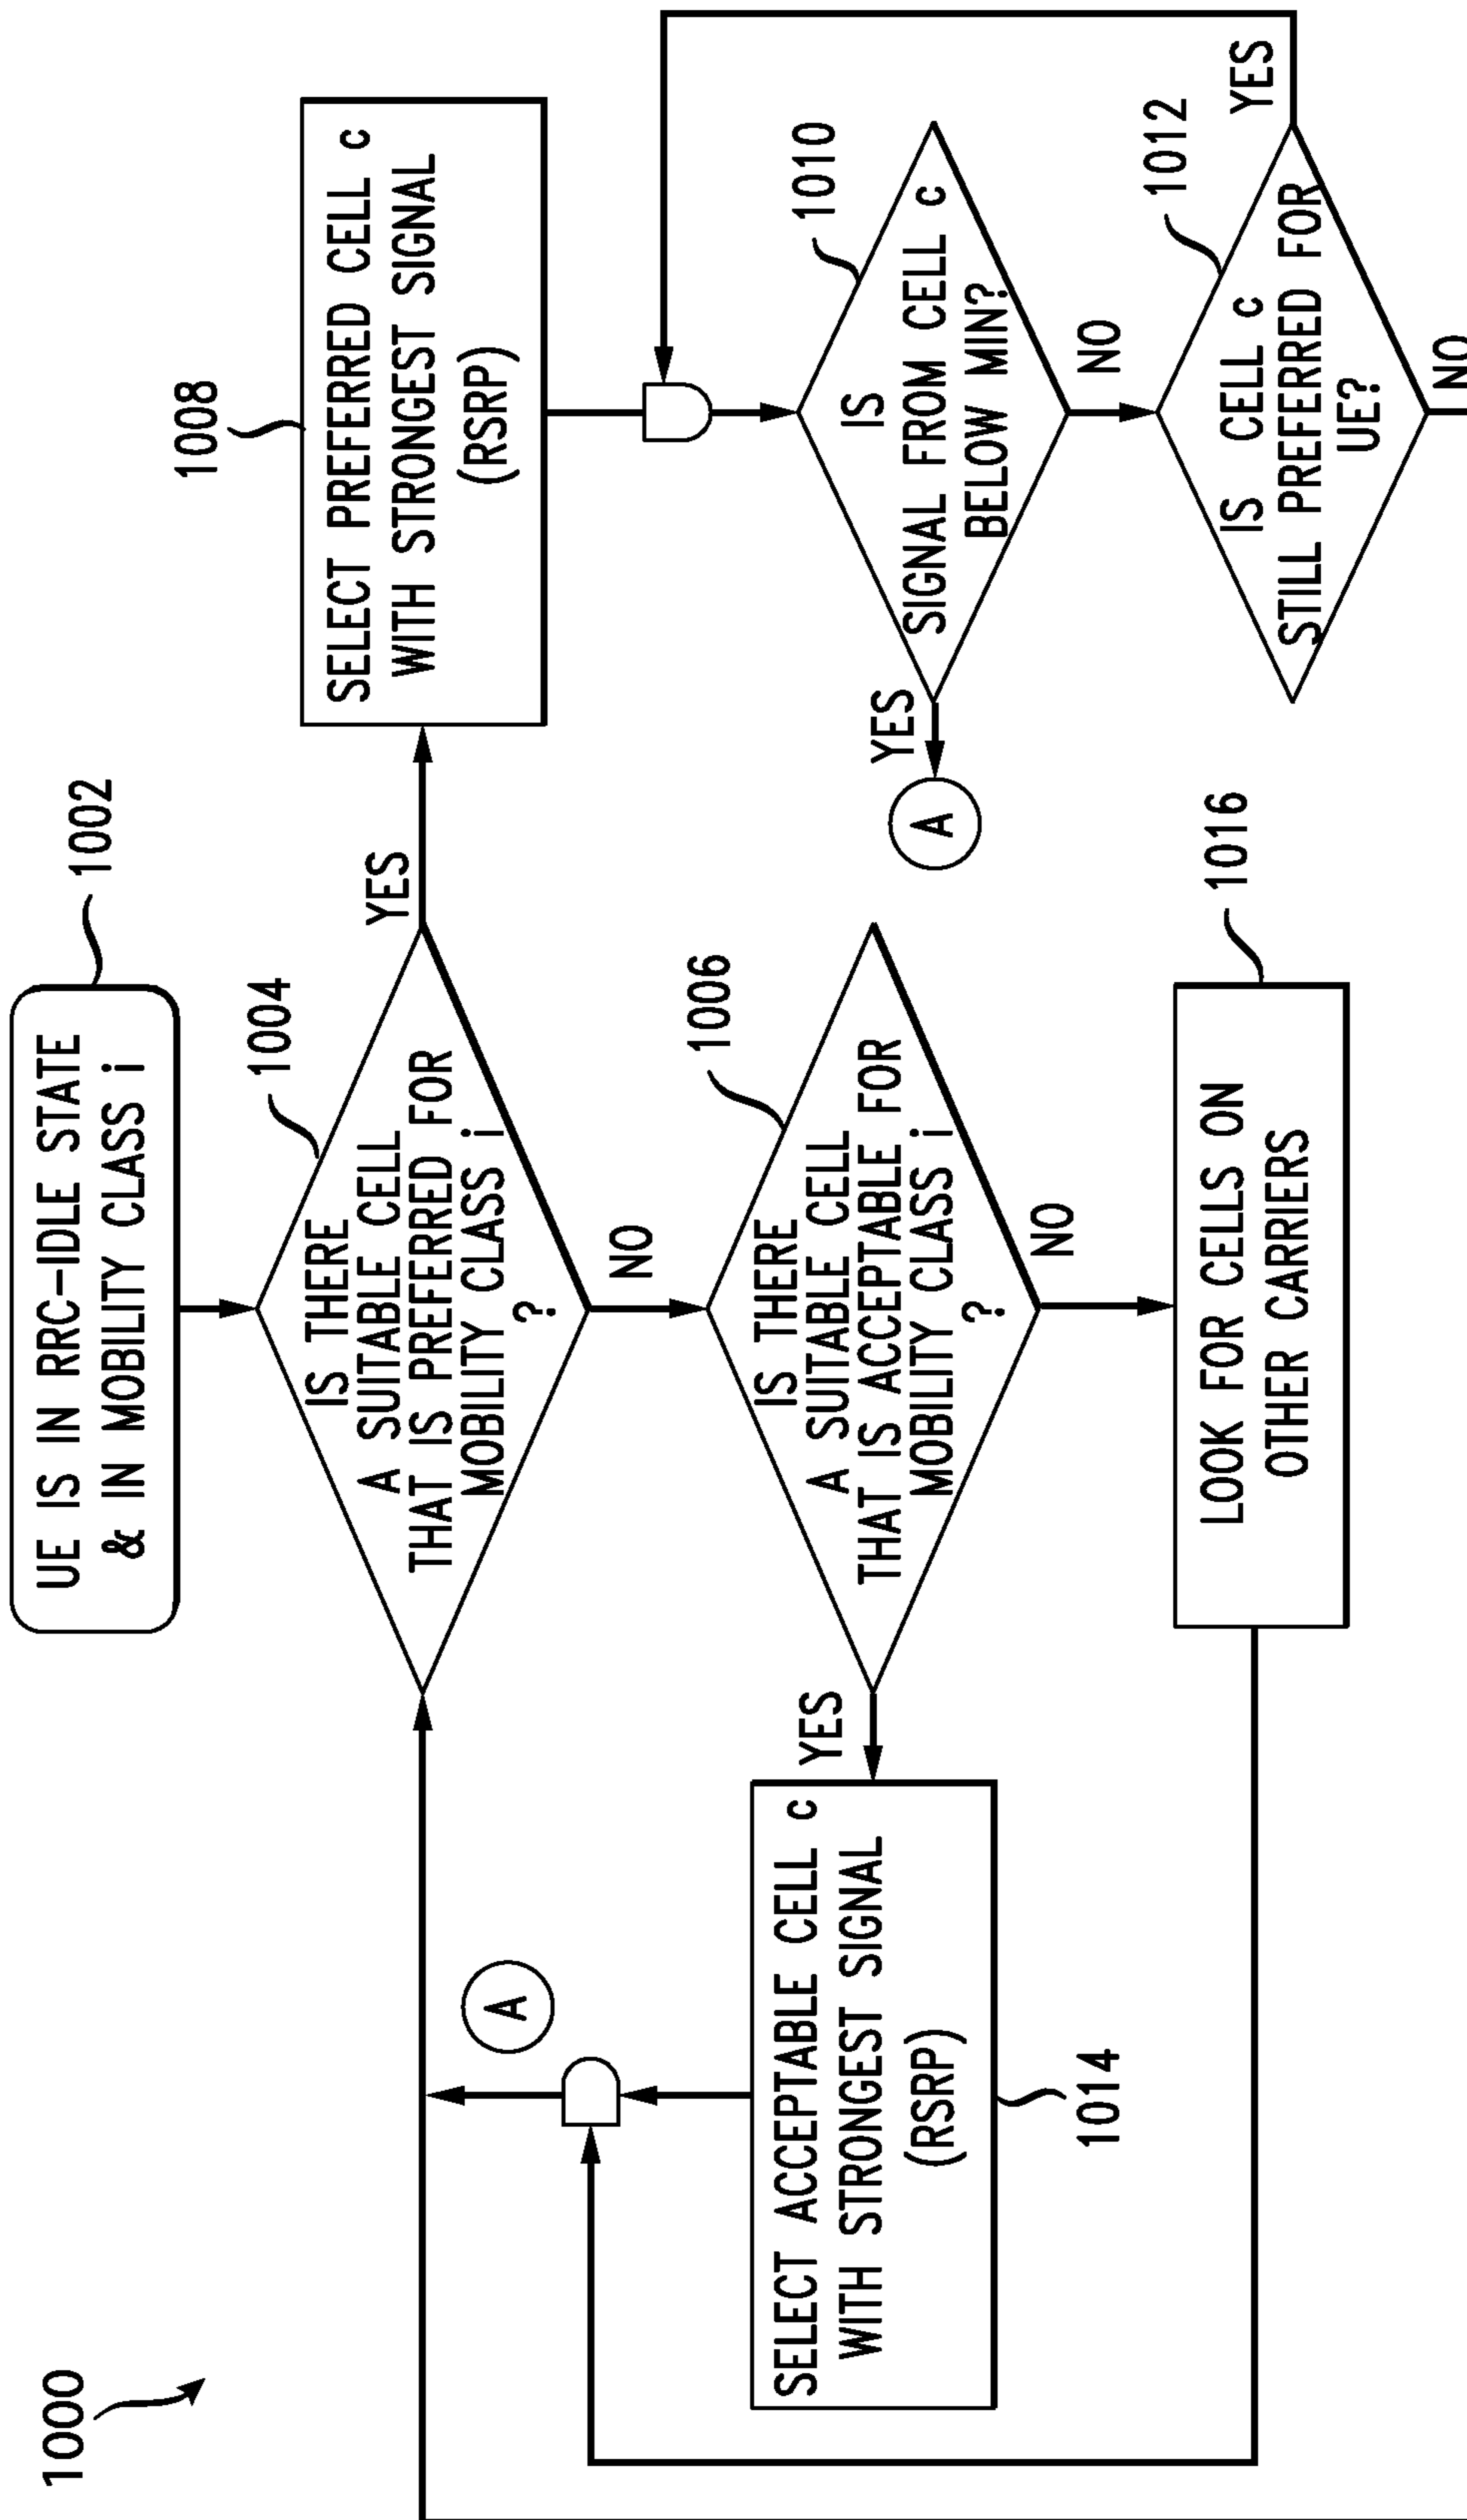 1000
UE IS IN RRC-IDLE STATE
& IN MOBILITY CLASS i
1002
1004
IS THERE
A SUITABLE CELL
THAT IS PREFERRED FOR
MOBILITY CLASS i
?
YES
NO
1008
SELECT PREFERRED CELL c
WITH STRONGEST SIGNAL
(RSRP)
A
SELECT ACCEPTABLE CELL c
WITH STRONGEST SIGNAL
(RSRP)
1014
YES
1006
IS THERE
A SUITABLE CELL
THAT IS ACCEPTABLE FOR
MOBILITY CLASS i
?
NO
1010
IS
SIGNAL FROM CELL c
BELOW MIN?
YES
A
NO
1016
LOOK FOR CELLS ON
OTHER CARRIERS
1012
IS CELL c
STILL PREFERRED FOR
UE?
YES
NO